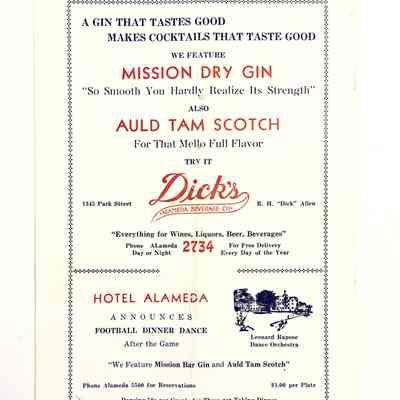 A GIN THAT TASTES GOOD
MAKES COCKTAILS THAT TASTE GOOD
WE FEATURE
MISSION DRY GIN
"So Smooth You Hardly Realize Its Strength"
ALSO
AULD TAM SCOTCH
For That Mello Full Flavor
TRY IT
Dick's
ALAMEDA BEVERAGE CO.
1345 Park Street
R. H. "Dick" Allen
"Everything for Wines, Liquors, Beer, Beverages"
Phone ALameda 2734 For Free Delivery
Day or Night Every Day of the Year
HOTEL ALAMEDA
ANNOUNCES
FOOTBALL DINNER DANCE
After the Game
Leonard Rapose
Dance Orchestra
"We Feature Mission Bar Gin and Auld Tam Scotch"
Phone Alameda 5500 for Reservations
$1.00 per Plate